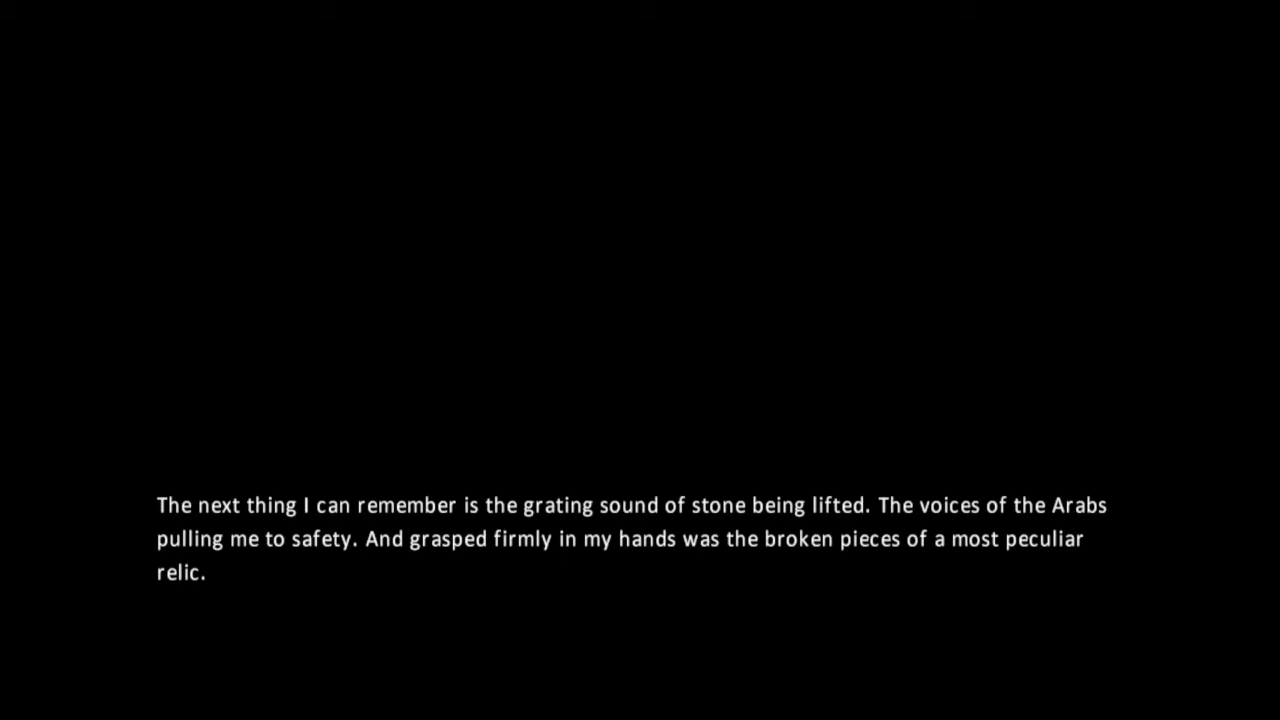 The next thing I can remember is the grating sound of stone being lifted. The voices of the Arabs
pulling me to safety. And grasped firmly in my hands was the broken pieces of a most peculiar
relic.